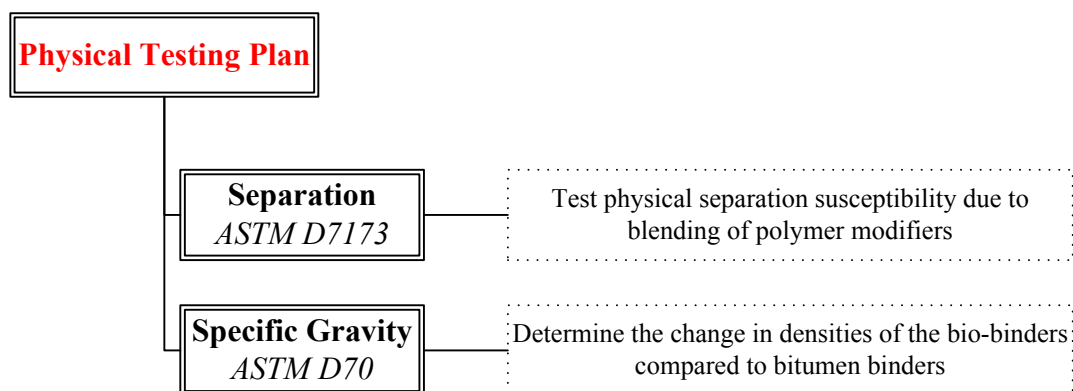 Physical Testing Plan
Separation
ASTM D7173
Test physical separation susceptibility due to
blending of polymer modifiers
Specific Gravity
ASTM D70
Determine the change in densities of the bio-binders
compared to bitumen binders